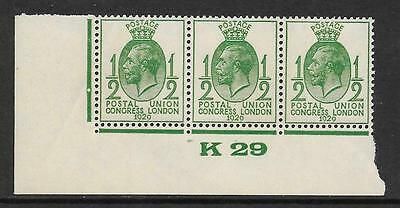 POSTAGE POSTAGE POSTAGE
1/2 1/2 1/2 1/2 1/2 1/2
POSTAL UNION POSTAL UNION POSTAL UNION
CONGRESS LONDON CONGRESS LONDON CONGRESS LONDON
1929 1929 1929
K 29